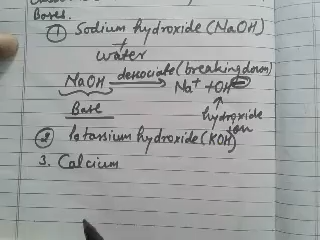 Bases.
① Sodium hydroxide (NaOH)
+
water
NaOH dessociate (breaking down) Na⁺ + OH⁻
Base
hydroxide
ion
② Potassium hydroxide (KOH)
3. Calcium